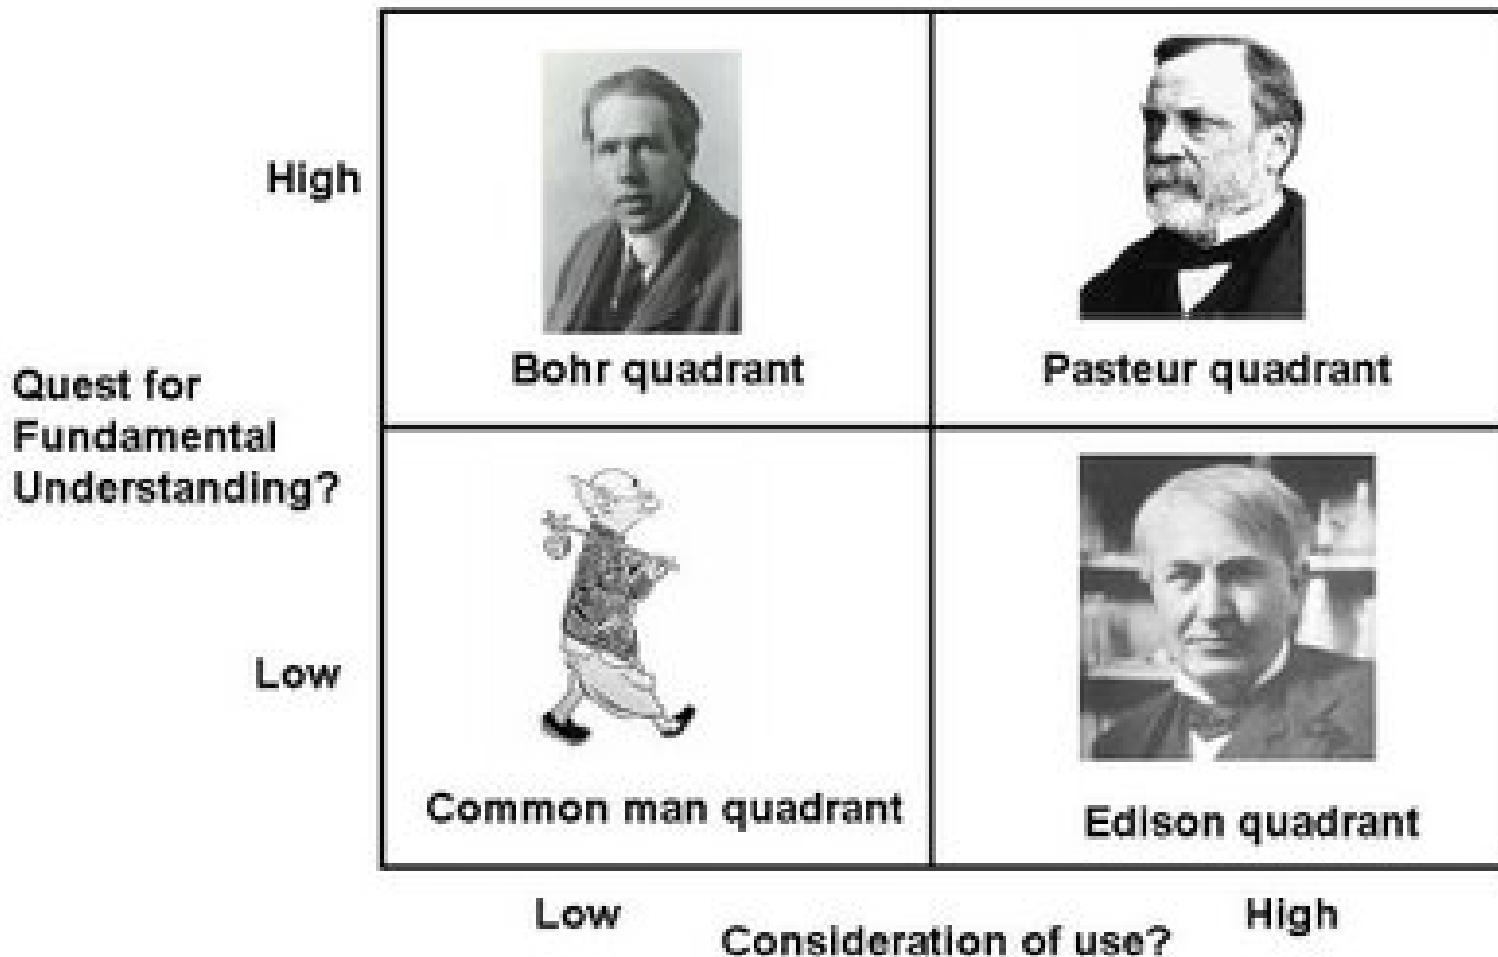 High
Bohr quadrant
Pasteur quadrant
Quest for
Fundamental
Understanding?
Low
Common man quadrant
Edison quadrant
Low
High
Consideration of use?